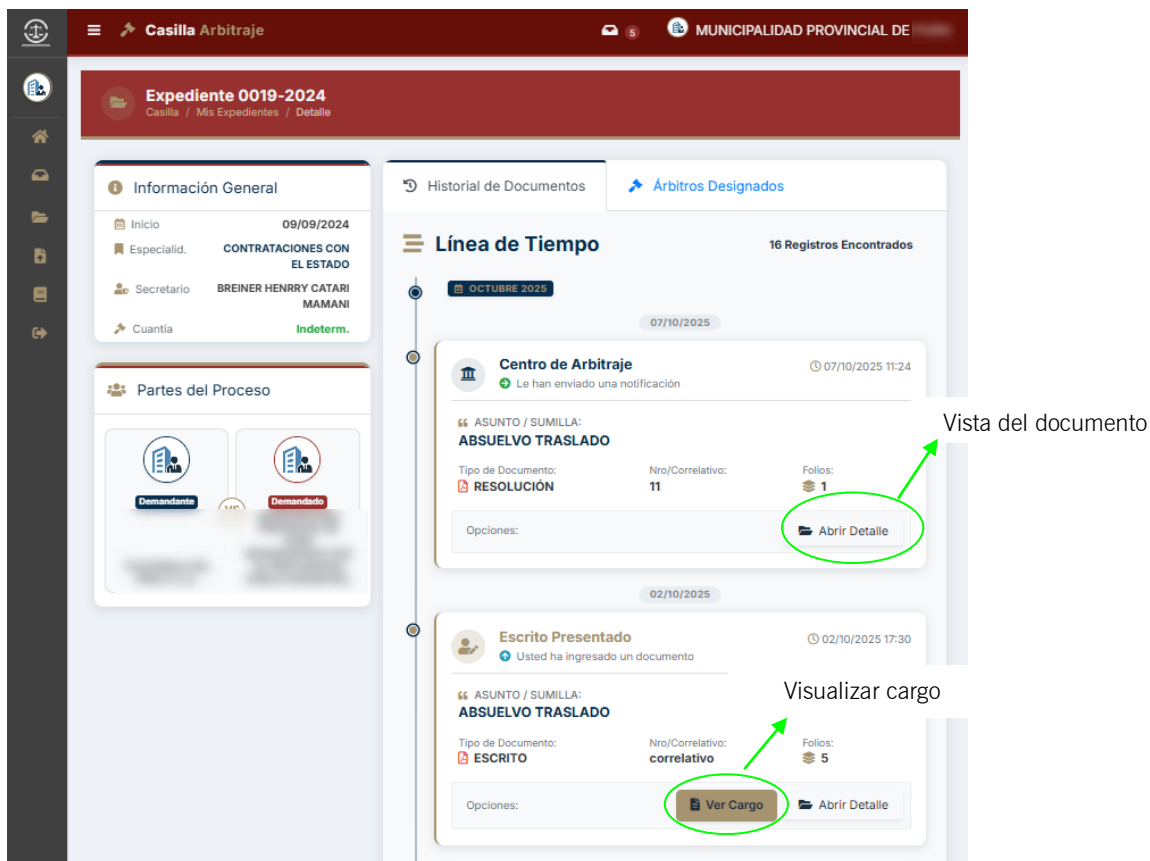 Casilla Arbitraje
5
MUNICIPALIDAD PROVINCIAL DE
Expediente 0019-2024
Casilla / Mis Expedientes / Detalle
Información General
Inicio 09/09/2024
Especialid. CONTRATACIONES CON
EL ESTADO
Secretario BREINER HENRRY CATARI
MAMANI
Cuantía Indeterm.
Partes del Proceso
Demandante
VS
Demandado
Historial de Documentos
Árbitros Designados
Línea de Tiempo
16 Registros Encontrados
OCTUBRE 2025
07/10/2025
Centro de Arbitraje
07/10/2025 11:24
Le han enviado una notificación
ASUNTO / SUMILLA:
ABSUELVO TRASLADO
Tipo de Documento: Nro/Correlativo: Folios:
RESOLUCIÓN 11 1
Opciones: Abrir Detalle
Vista del documento
02/10/2025
Escrito Presentado
02/10/2025 17:30
Usted ha ingresado un documento
ASUNTO / SUMILLA:
ABSUELVO TRASLADO
Visualizar cargo
Tipo de Documento: Nro/Correlativo: Folios:
ESCRITO correlativo 5
Opciones: Ver Cargo Abrir Detalle